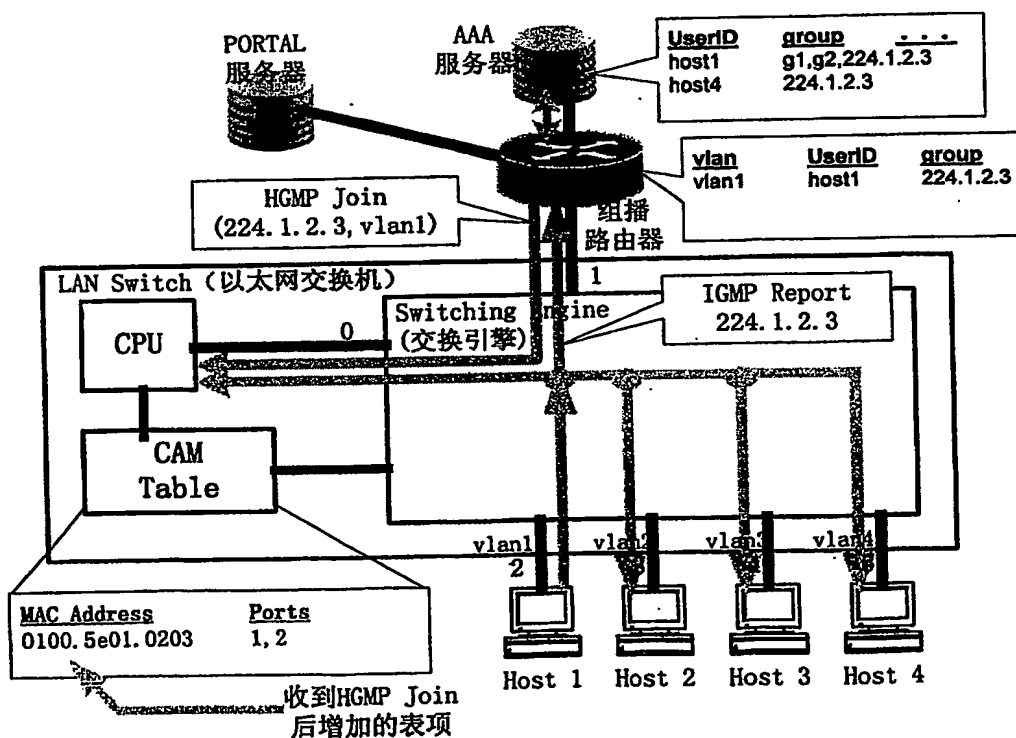 PORTAL
服务器
AAA
服务器
UserID group ...
host1 g1,g2,224.1.2.3
host4 224.1.2.3
vlan UserID group
vlan1 host1 224.1.2.3
HGMP Join
(224.1.2.3,vlan1)
组播
路由器
LAN Switch（以太网交换机）
1
CPU
0
Switching Engine
(交换引擎)
IGMP Report
224.1.2.3
CAM
Table
vlan1
vlan2
vlan3
vlan4
2
MAC Address Ports
0100.5e01.0203 1,2
Host 1
Host 2
Host 3
Host 4
收到HGMP Join
后增加的表项